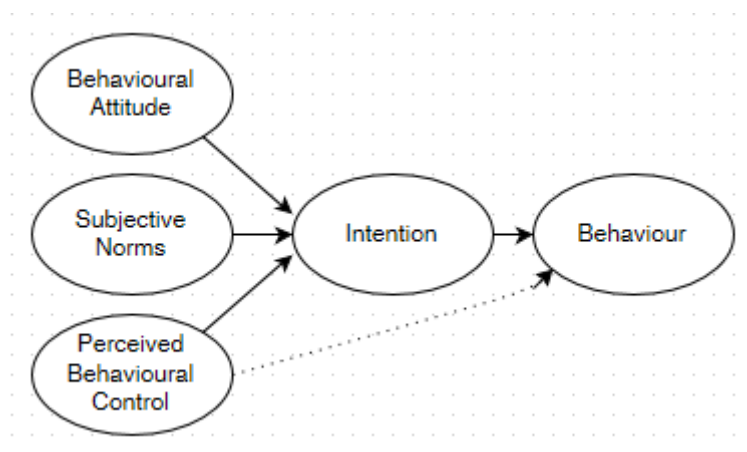 Behavioural
Attitude
Subjective
Norms
Intention
Behaviour
Perceived
Behavioural
Control